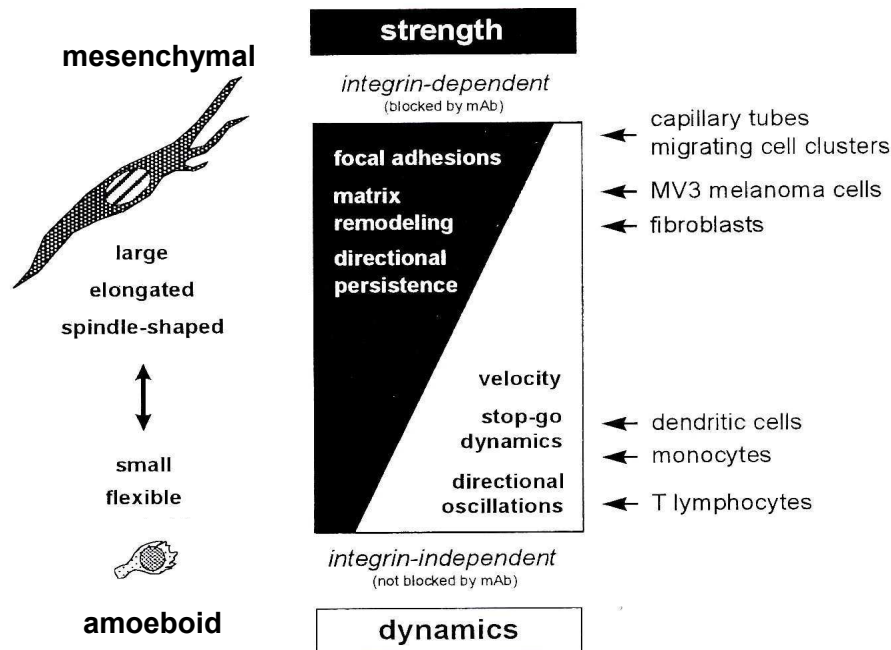 mesenchymal
large
elongated
spindle-shaped
small
flexible
amoeboid
strength
integrin-dependent
(blocked by mAb)
focal adhesions
matrix
remodeling
directional
persistence
velocity
stop-go
dynamics
directional
oscillations
integrin-independent
(not blocked by mAb)
dynamics
capillary tubes
migrating cell clusters
MV3 melanoma cells
fibroblasts
dendritic cells
monocytes
T lymphocytes